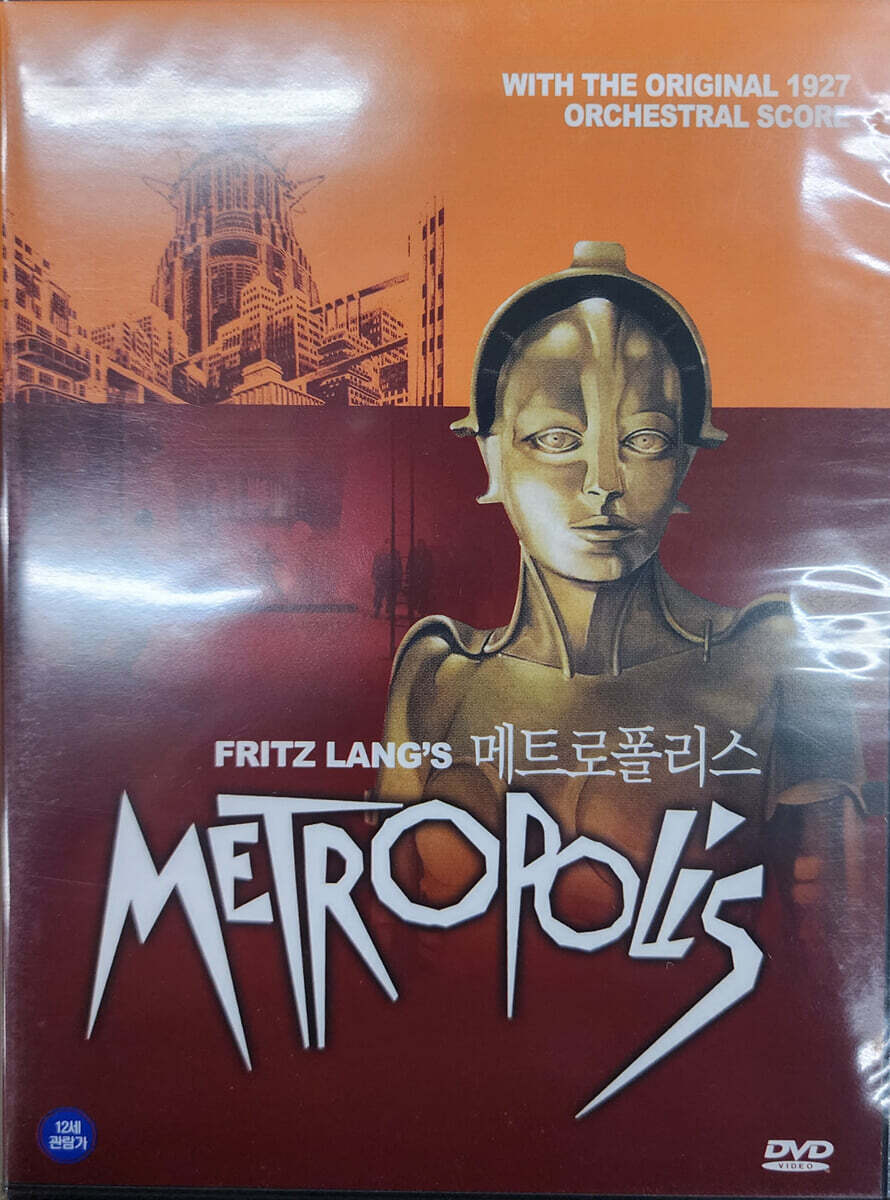 WITH THE ORIGINAL 1927
ORCHESTRAL SCORE
FRITZ LANG'S 메트로폴리스
METROPOLIS
12세
관람가
DVD
VIDEO